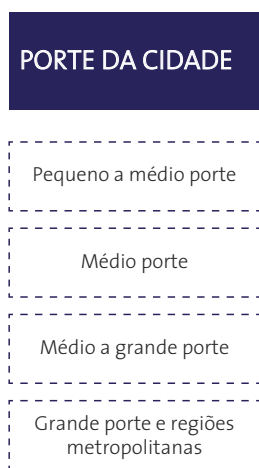 PORTE DA CIDADE
Pequeno a médio porte
Médio porte
Médio a grande porte
Grande porte e regiões
metropolitanas